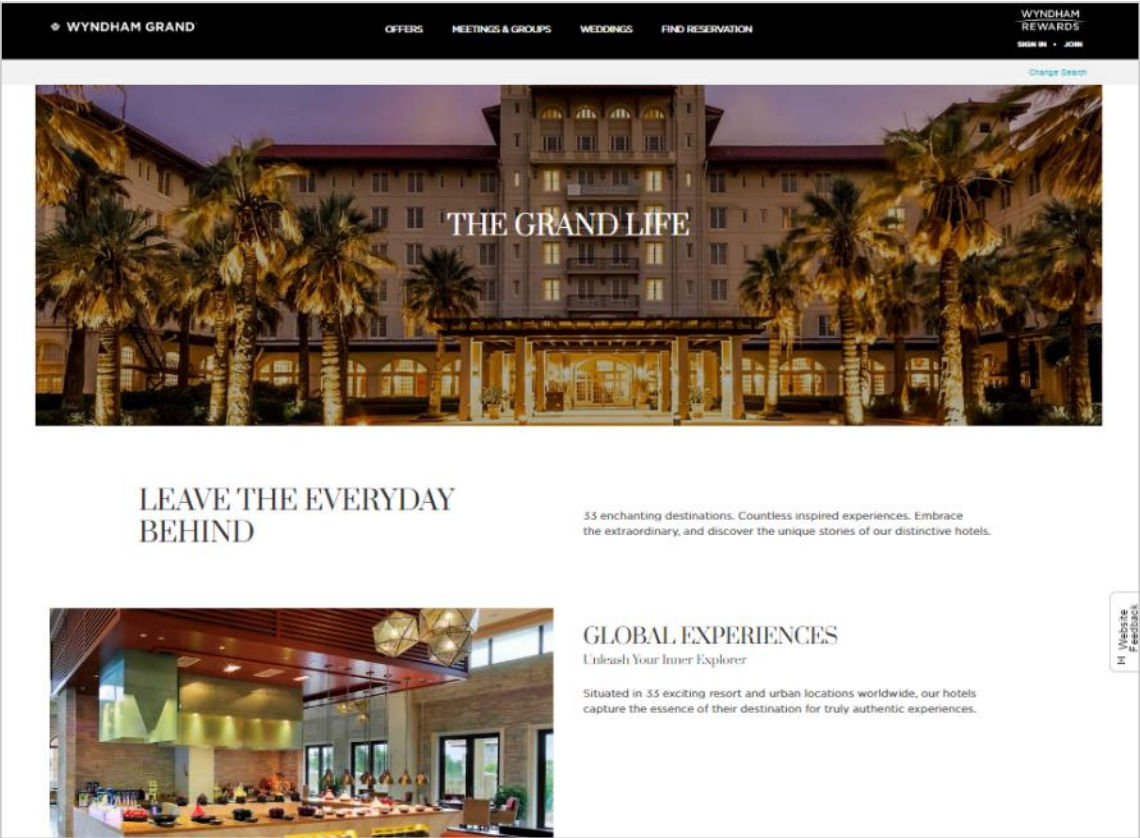 WYNDHAM GRAND
OFFERS MEETINGS & GROUPS WEDDINGS FIND RESERVATION
WYNDHAM
REWARDS
SIGN IN • JOIN
Change Search
THE GRAND LIFE
LEAVE THE EVERYDAY
BEHIND
33 enchanting destinations. Countless inspired experiences. Embrace
the extraordinary, and discover the unique stories of our distinctive hotels.
GLOBAL EXPERIENCES
Unleash Your Inner Explorer
Situated in 33 exciting resort and urban locations worldwide, our hotels
capture the essence of their destination for truly authentic experiences.
Website
Feedback